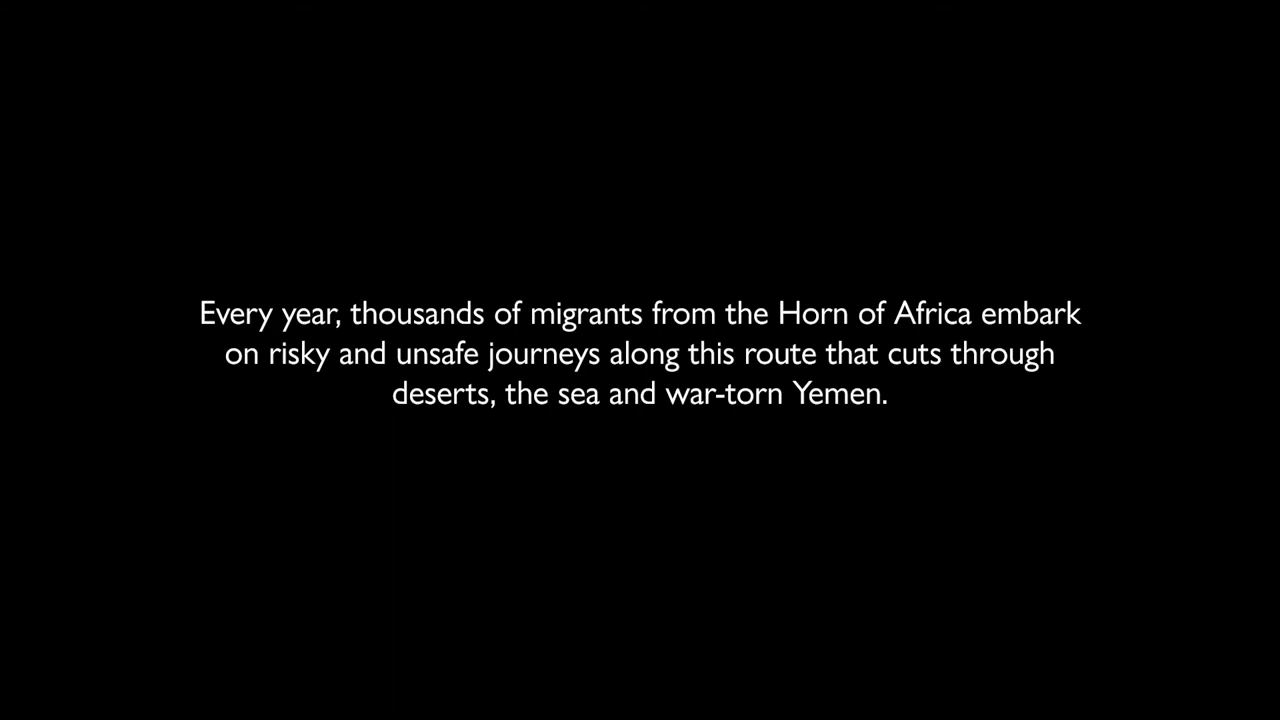 Every year, thousands of migrants from the Horn of Africa embark
on risky and unsafe journeys along this route that cuts through
deserts, the sea and war-torn Yemen.